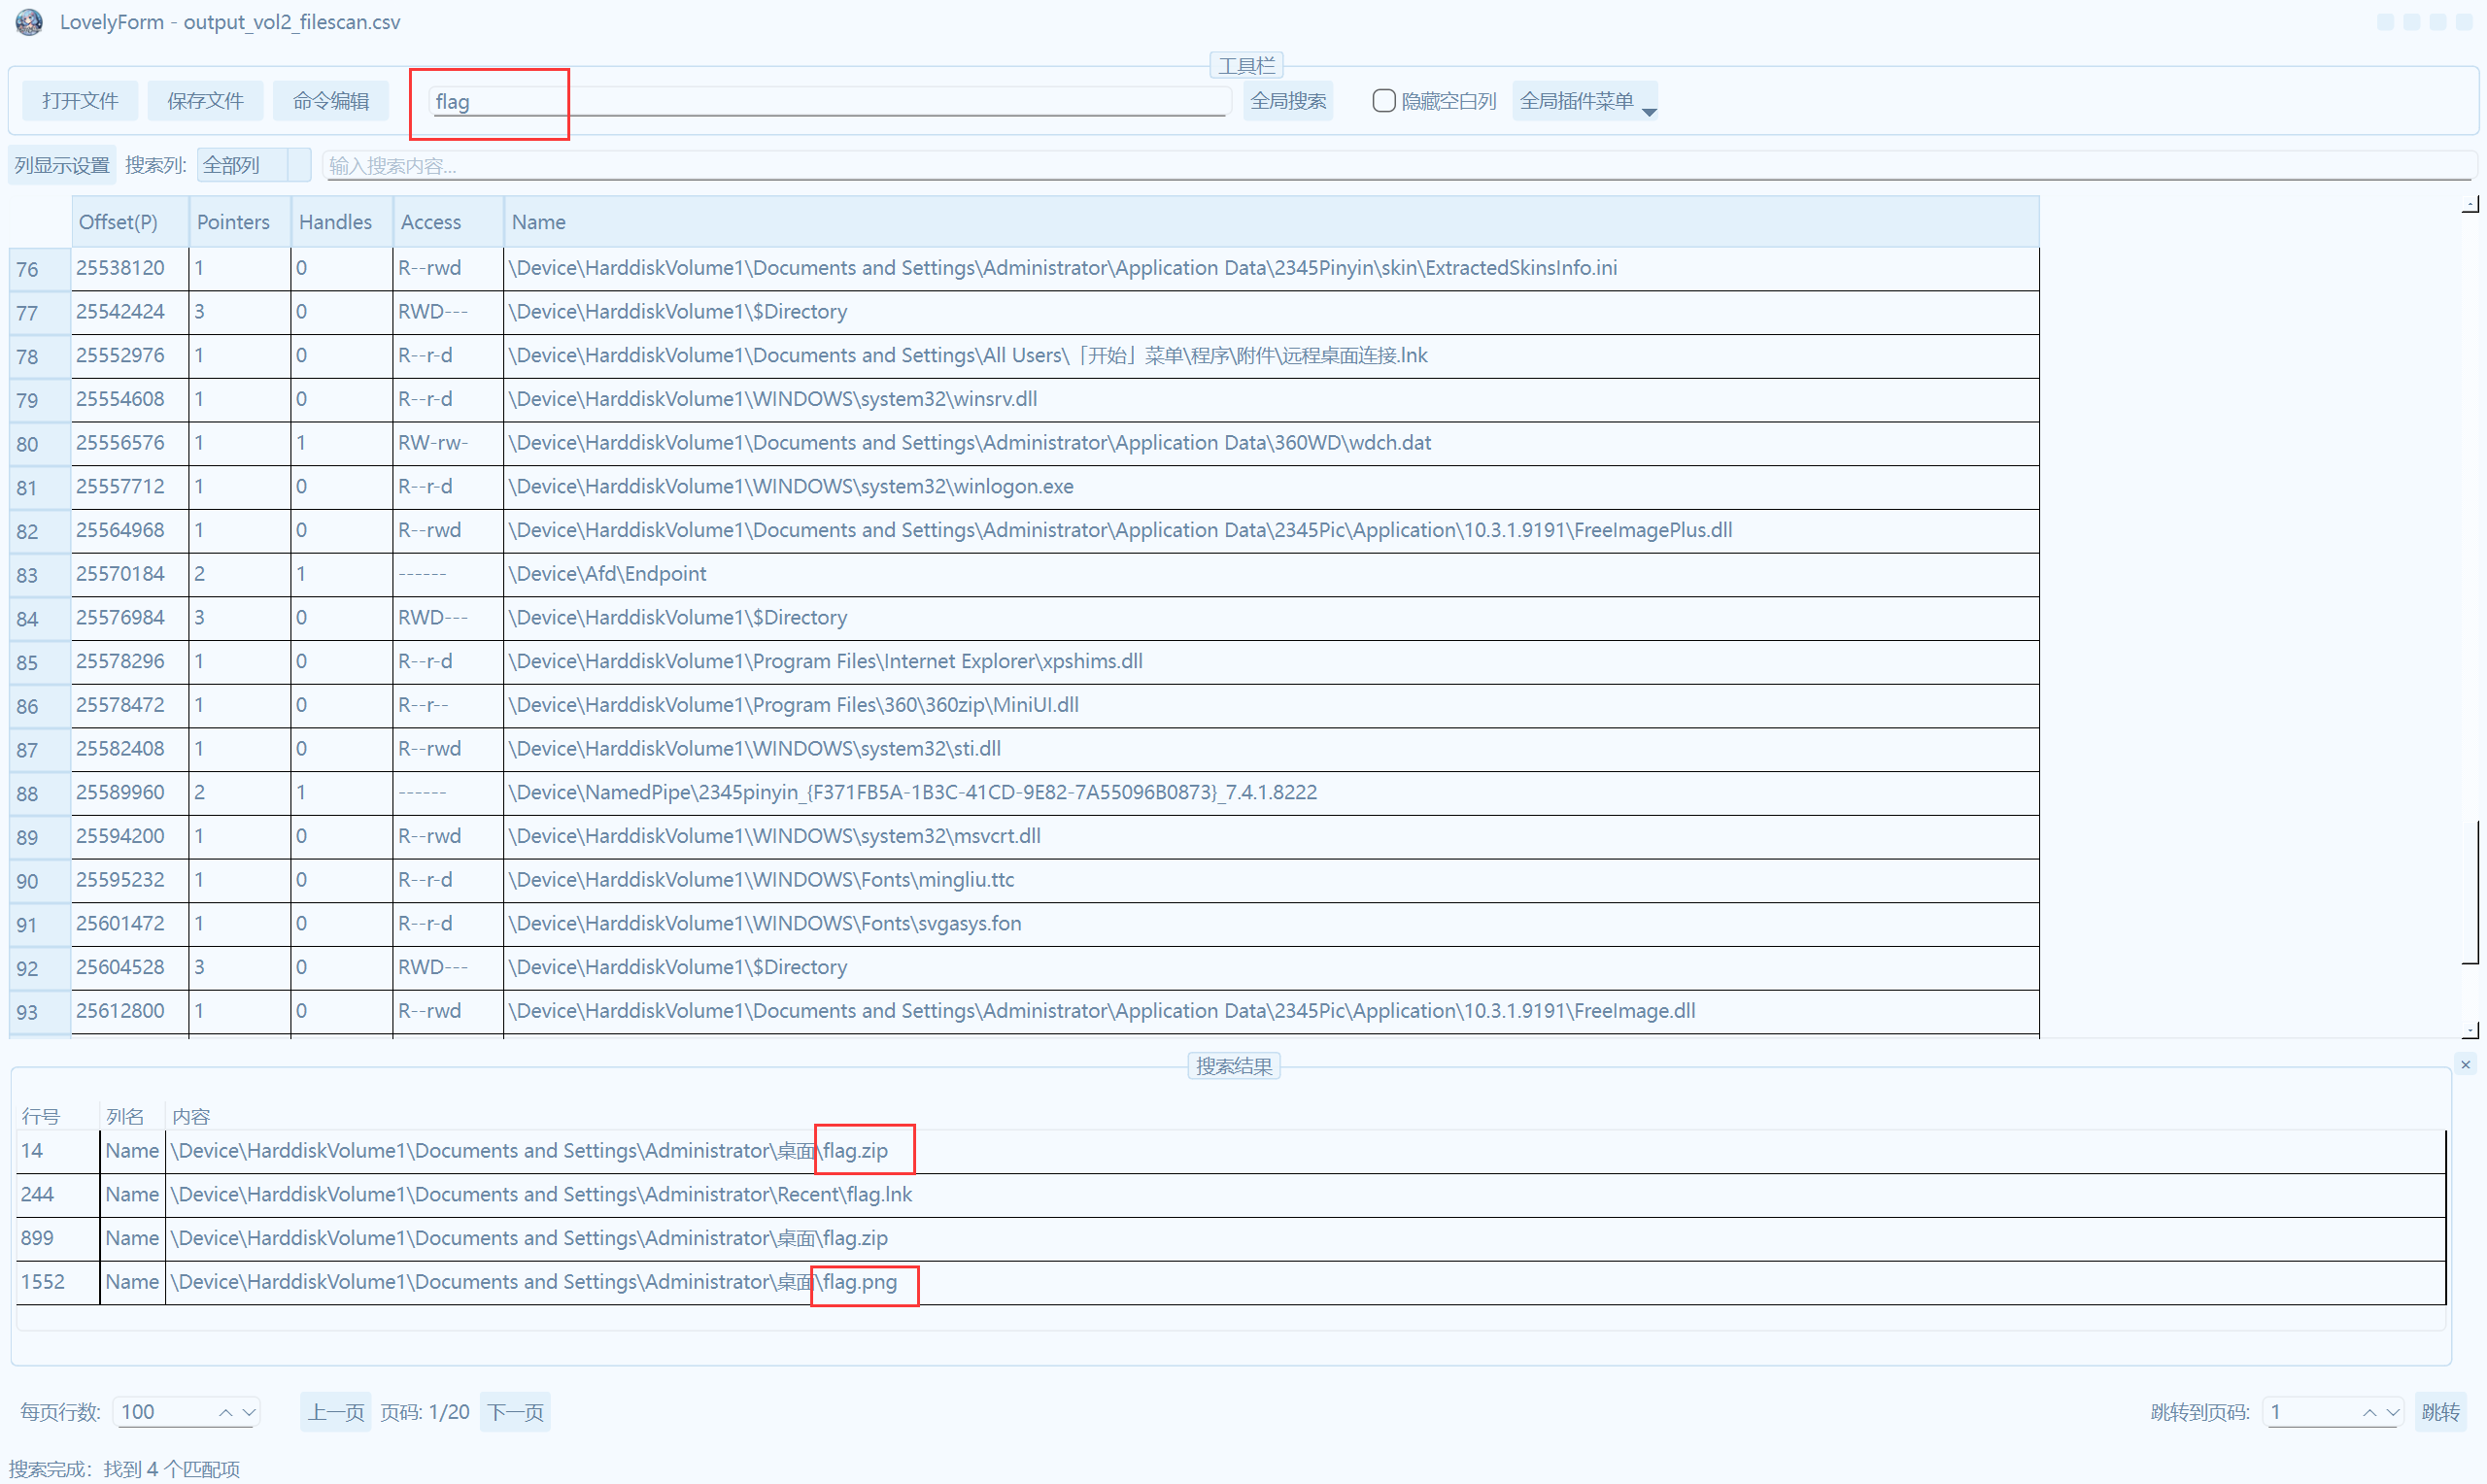 LovelyForm - output_vol2_filescan.csv
工具栏
打开文件 保存文件 命令编辑 flag 全局搜索 隐藏空白列 全局插件菜单
列显示设置 搜索列: 全部列 输入搜索内容...
Offset(P) Pointers Handles Access Name
76 25538120 1 0 R--rwd \Device\HarddiskVolume1\Documents and Settings\Administrator\Application Data\2345Pinyin\skin\ExtractedSkinsInfo.ini
77 25542424 3 0 RWD--- \Device\HarddiskVolume1\$Directory
78 25552976 1 0 R--r-d \Device\HarddiskVolume1\Documents and Settings\All Users\「开始」菜单\程序\附件\远程桌面连接.lnk
79 25554608 1 0 R--r-d \Device\HarddiskVolume1\WINDOWS\system32\winsrv.dll
80 25556576 1 1 RW-rw- \Device\HarddiskVolume1\Documents and Settings\Administrator\Application Data\360WD\wdch.dat
81 25557712 1 0 R--r-d \Device\HarddiskVolume1\WINDOWS\system32\winlogon.exe
82 25564968 1 0 R--rwd \Device\HarddiskVolume1\Documents and Settings\Administrator\Application Data\2345Pic\Application\10.3.1.9191\FreeImagePlus.dll
83 25570184 2 1 ------ \Device\Afd\Endpoint
84 25576984 3 0 RWD--- \Device\HarddiskVolume1\$Directory
85 25578296 1 0 R--r-d \Device\HarddiskVolume1\Program Files\Internet Explorer\xpshims.dll
86 25578472 1 0 R--r-- \Device\HarddiskVolume1\Program Files\360\360zip\MiniUI.dll
87 25582408 1 0 R--rwd \Device\HarddiskVolume1\WINDOWS\system32\sti.dll
88 25589960 2 1 ------ \Device\NamedPipe\2345pinyin_{F371FB5A-1B3C-41CD-9E82-7A55096B0873}_7.4.1.8222
89 25594200 1 0 R--rwd \Device\HarddiskVolume1\WINDOWS\system32\msvcrt.dll
90 25595232 1 0 R--r-d \Device\HarddiskVolume1\WINDOWS\Fonts\mingliu.ttc
91 25601472 1 0 R--r-d \Device\HarddiskVolume1\WINDOWS\Fonts\svgasys.fon
92 25604528 3 0 RWD--- \Device\HarddiskVolume1\$Directory
93 25612800 1 0 R--rwd \Device\HarddiskVolume1\Documents and Settings\Administrator\Application Data\2345Pic\Application\10.3.1.9191\FreeImage.dll
搜索结果
行号 列名 内容
14 Name \Device\HarddiskVolume1\Documents and Settings\Administrator\桌面\flag.zip
244 Name \Device\HarddiskVolume1\Documents and Settings\Administrator\Recent\flag.lnk
899 Name \Device\HarddiskVolume1\Documents and Settings\Administrator\桌面\flag.zip
1552 Name \Device\HarddiskVolume1\Documents and Settings\Administrator\桌面\flag.png
每页行数: 100 上一页 页码: 1/20 下一页 跳转到页码: 1 跳转
搜索完成：找到 4 个匹配项